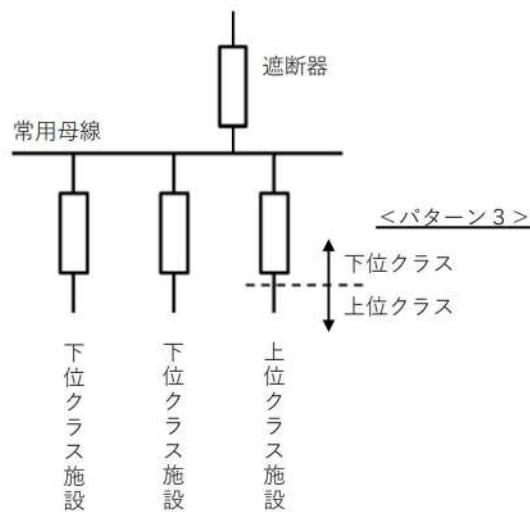 遮断器
常用母線
＜パターン３＞
下位クラス
上位クラス
下位クラス施設
下位クラス施設
上位クラス施設